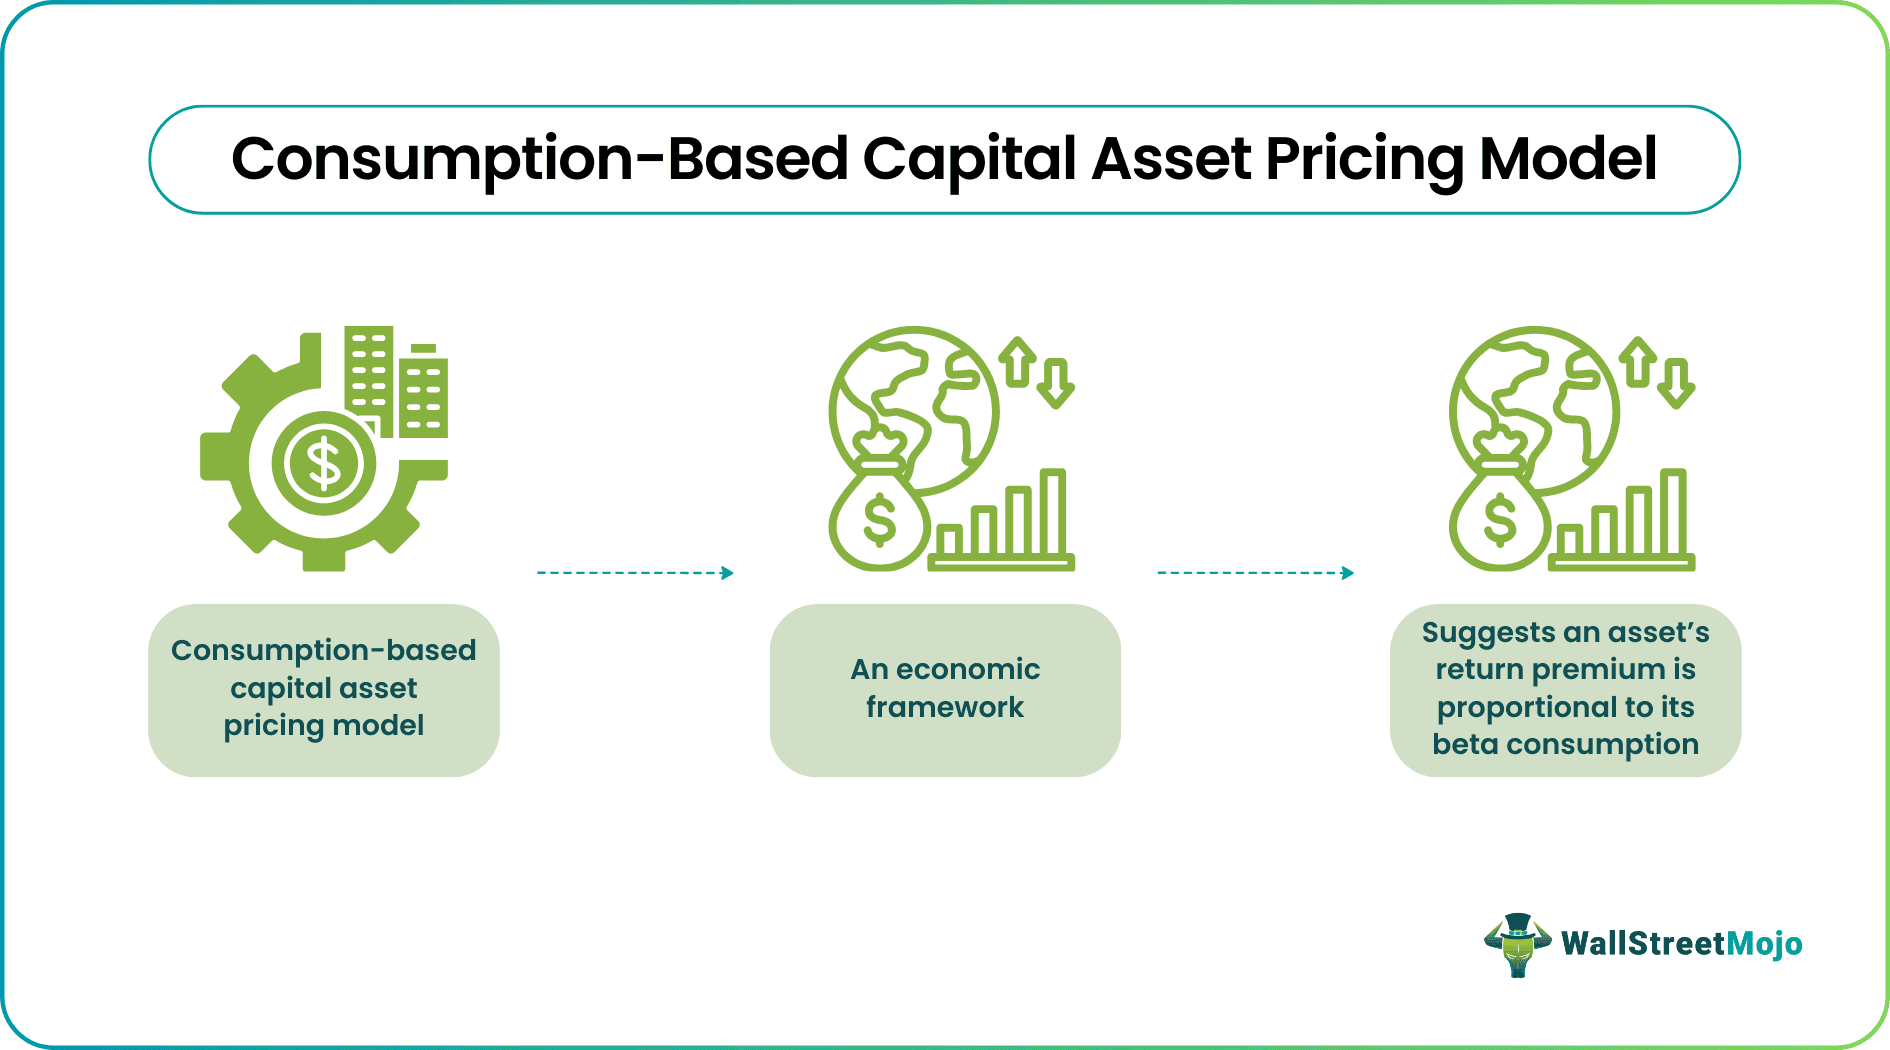 Consumption-Based Capital Asset Pricing Model
$
$
$
Consumption-based
capital asset
pricing model
An economic
framework
Suggests an asset’s
return premium is
proportional to its
beta consumption
WallStreetMojo